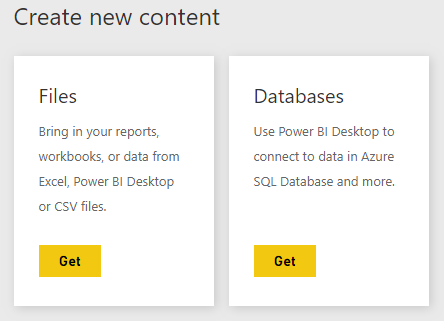 Create new content
Files
Bring in your reports,
workbooks, or data from
Excel, Power BI Desktop
or CSV files.
Get
Databases
Use Power BI Desktop to
connect to data in Azure
SQL Database and more.
Get